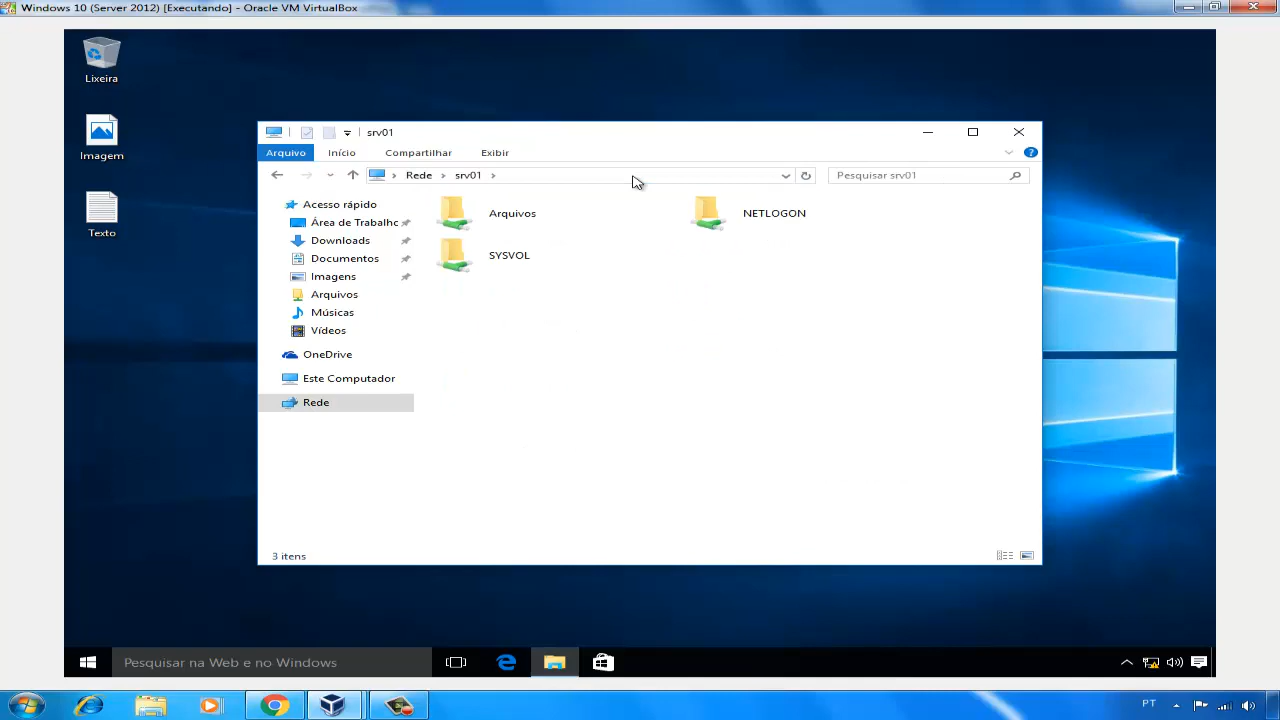 Windows 10 (Server 2012) [Executando] - Oracle VM VirtualBox
Lixeira
Imagem
Texto
srv01
Arquivo Início Compartilhar Exibir
Rede srv01
Pesquisar srv01
Acesso rápido
Área de Trabalho
Downloads
Documentos
Imagens
Arquivos
Músicas
Vídeos
OneDrive
Este Computador
Rede
Arquivos
NETLOGON
SYSVOL
3 itens
Pesquisar na Web e no Windows
PT